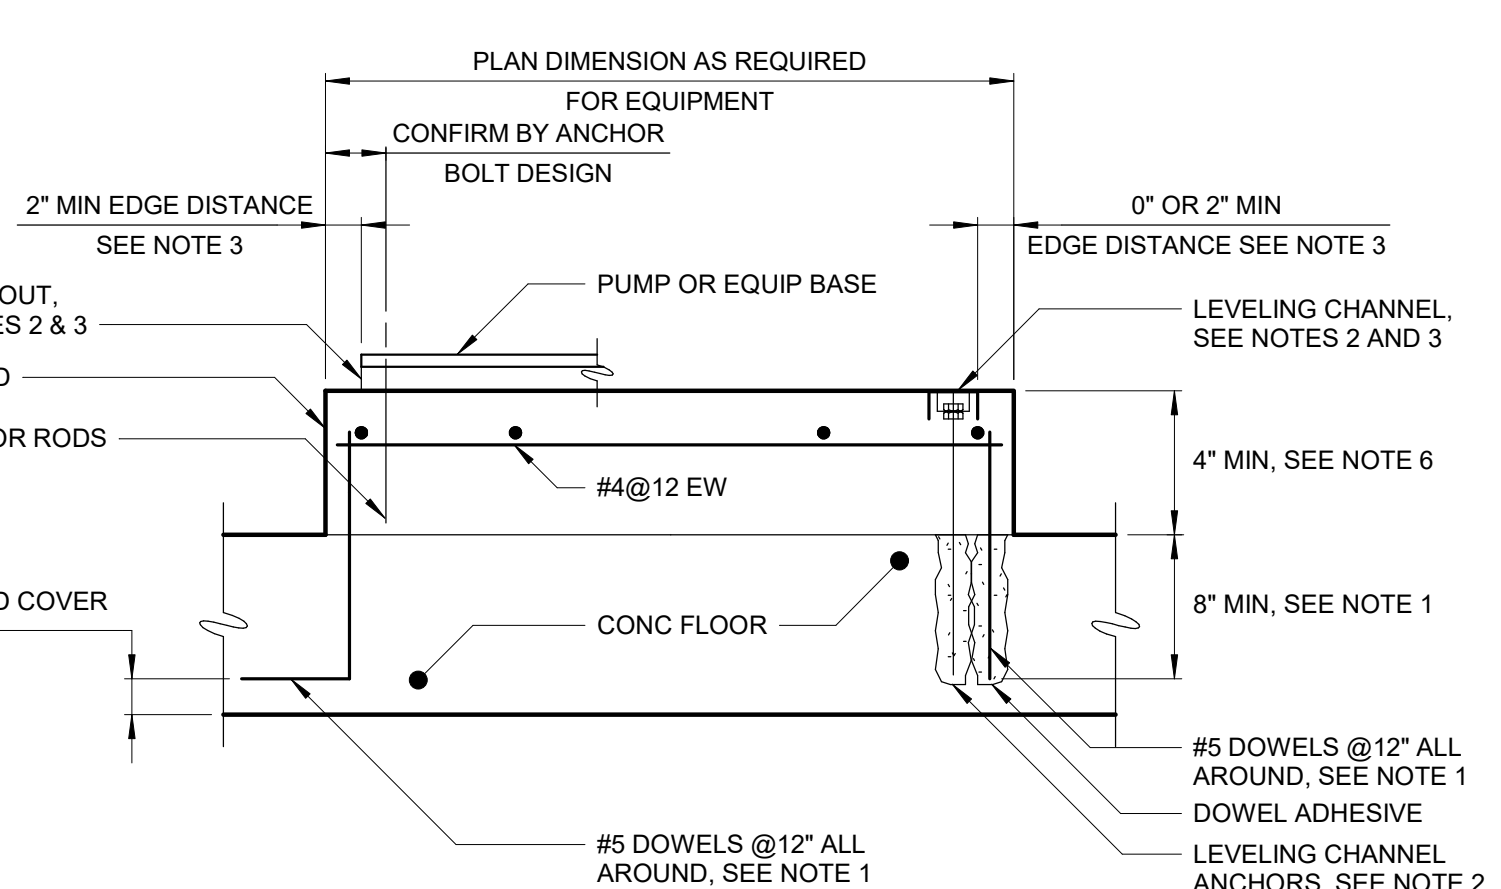 PLAN DIMENSION AS REQUIRED
FOR EQUIPMENT
CONFIRM BY ANCHOR
BOLT DESIGN
2" MIN EDGE DISTANCE
SEE NOTE 3
0" OR 2" MIN
EDGE DISTANCE SEE NOTE 3
PUMP OR EQUIP BASE
OUT,
ES 2 & 3
LEVELING CHANNEL,
SEE NOTES 2 AND 3
D
OR RODS
#4@12 EW
4" MIN, SEE NOTE 6
D COVER
CONC FLOOR
8" MIN, SEE NOTE 1
#5 DOWELS @12" ALL
AROUND, SEE NOTE 1
DOWEL ADHESIVE
#5 DOWELS @12" ALL
AROUND, SEE NOTE 1
LEVELING CHANNEL
ANCHORS, SEE NOTE 2